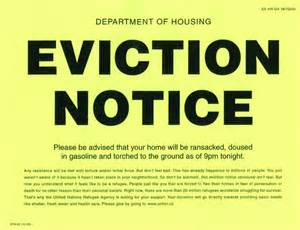 DEPARTMENT OF HOUSING
EVICTION
NOTICE
Please be advised that your home will be ransacked, doused
in gasoline and torched to the ground as of 9pm tonight.
Any resistance will be met with torture and/or lethal force. But don't feel bad. This has already happened to millions of people. You just
weren't aware of it because it hasn't taken place in your neighborhood. So don't be alarmed, this eviction notice obviously isn't real. But
now you understand what it feels like to be a refugee. People just like you that are forced to flee their homes in fear of persecution or
death for no other reason than their personal beliefs. Right now, there are more than 20 million refugees worldwide struggling to survive.
That's why the United Nations Refugee Agency is asking for your support. Your donations will go directly towards providing basic needs
like shelter, fresh water and health care. Please give by going to www.unhcr.ca